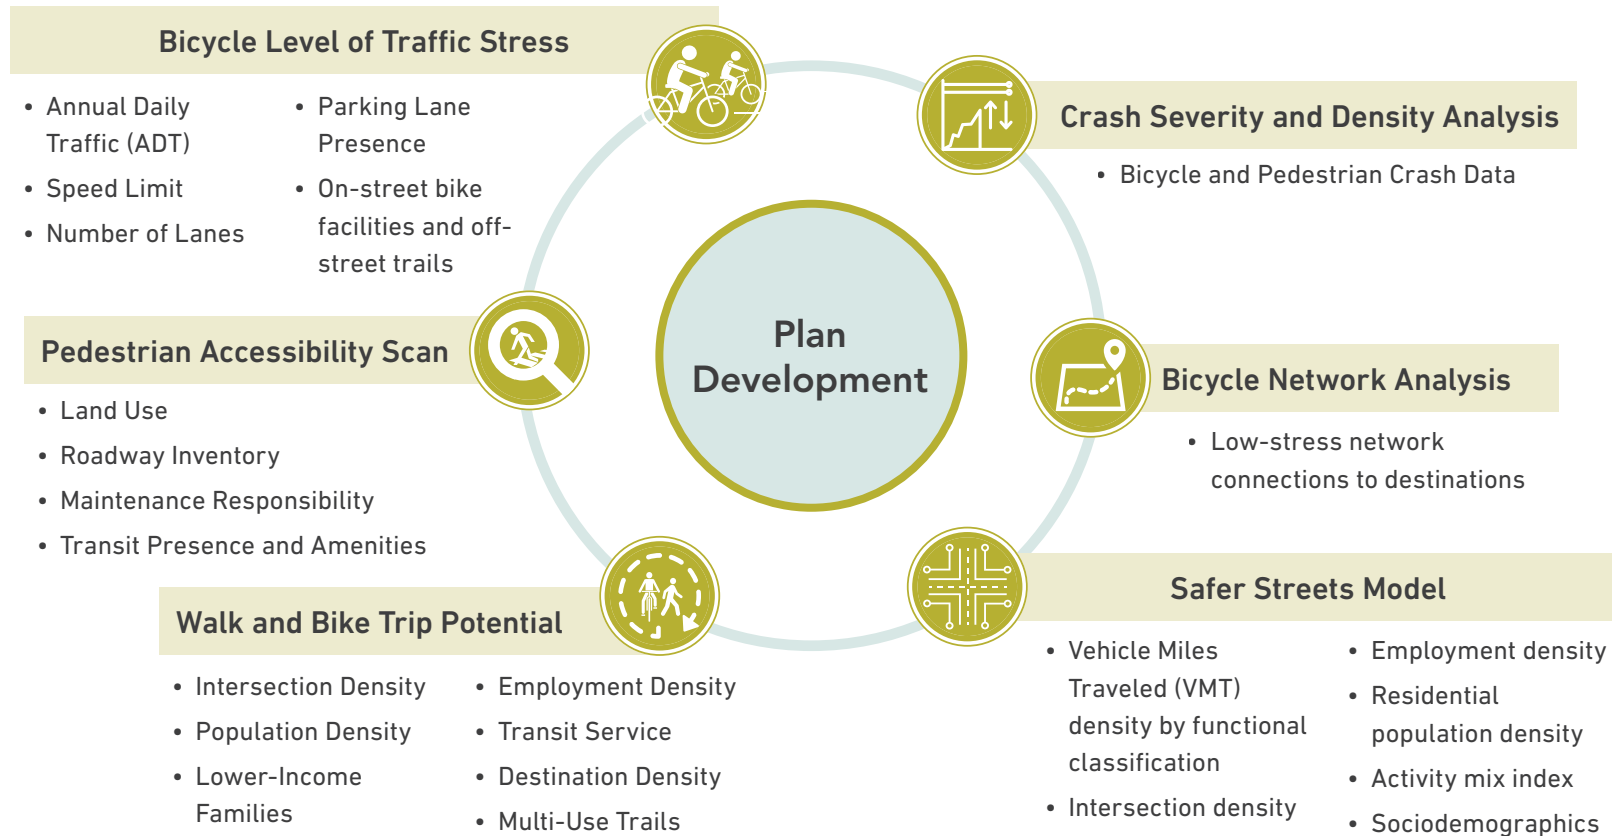 Bicycle Level of Traffic Stress
• Annual Daily
Traffic (ADT)
• Speed Limit
• Number of Lanes
• Parking Lane
Presence
• On-street bike
facilities and off-
street trails
Crash Severity and Density Analysis
• Bicycle and Pedestrian Crash Data
Plan
Development
Pedestrian Accessibility Scan
• Land Use
• Roadway Inventory
• Maintenance Responsibility
• Transit Presence and Amenities
Bicycle Network Analysis
• Low-stress network
connections to destinations
Walk and Bike Trip Potential
• Intersection Density
• Population Density
• Lower-Income
Families
• Employment Density
• Transit Service
• Destination Density
• Multi-Use Trails
Safer Streets Model
• Vehicle Miles
Traveled (VMT)
density by functional
classification
• Intersection density
• Employment density
• Residential
population density
• Activity mix index
• Sociodemographics